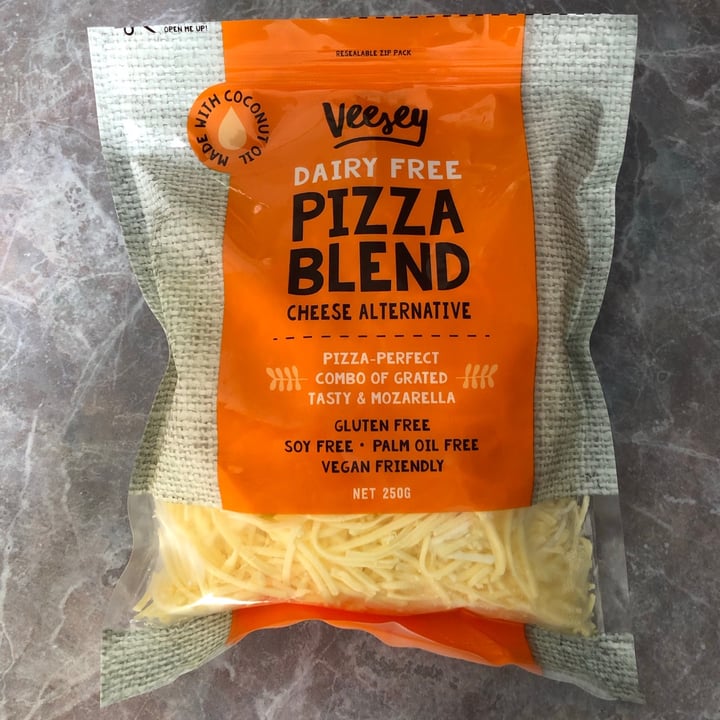 OPEN ME UP!
RESEALABLE ZIP PACK
MADE WITH COCONUT OIL
Veesey
DAIRY FREE
PIZZA
BLEND
CHEESE ALTERNATIVE
PIZZA-PERFECT
COMBO OF GRATED
TASTY & MOZARELLA
GLUTEN FREE
SOY FREE • PALM OIL FREE
VEGAN FRIENDLY
NET 250G